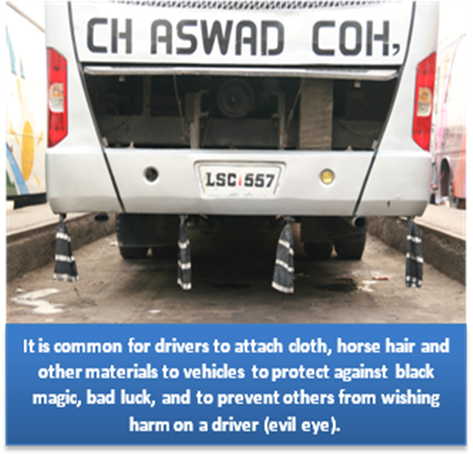 CH ASWAD COH,
LSC 557
It is common for drivers to attach cloth, horse hair and
other materials to vehicles to protect against black
magic, bad luck, and to prevent others from wishing
harm on a driver (evil eye).